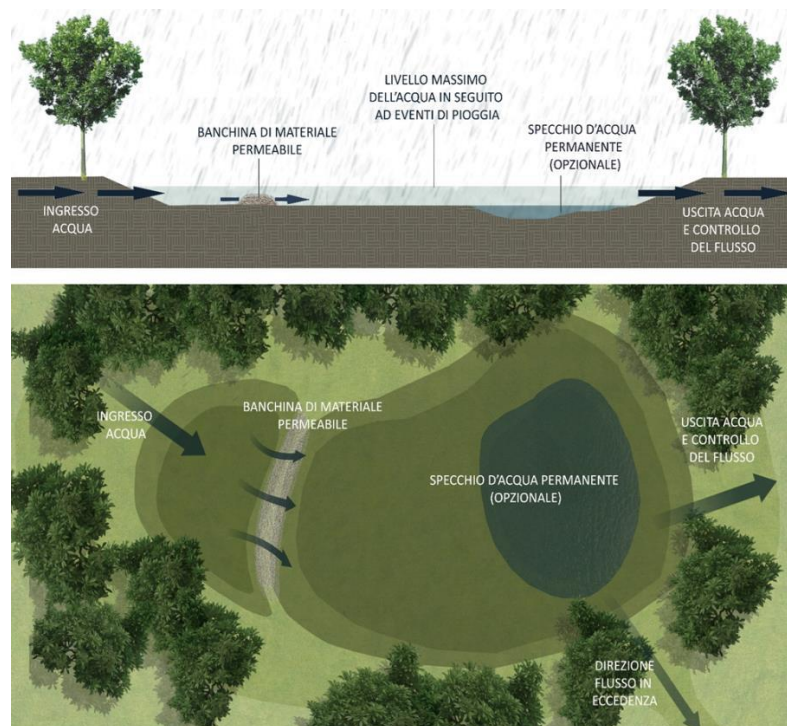 LIVELLO MASSIMO
DELL'ACQUA IN SEGUITO
AD EVENTI DI PIOGGIA
BANCHINA DI MATERIALE
PERMEABILE
SPECCHIO D'ACQUA
PERMANENTE
(OPZIONALE)
INGRESSO
ACQUA
USCITA ACQUA
E CONTROLLO
DEL FLUSSO
INGRESSO
ACQUA
BANCHINA DI MATERIALE
PERMEABILE
USCITA ACQUA
E CONTROLLO
DEL FLUSSO
SPECCHIO D'ACQUA PERMANENTE
(OPZIONALE)
DIREZIONE
FLUSSO IN
ECCEDENZA